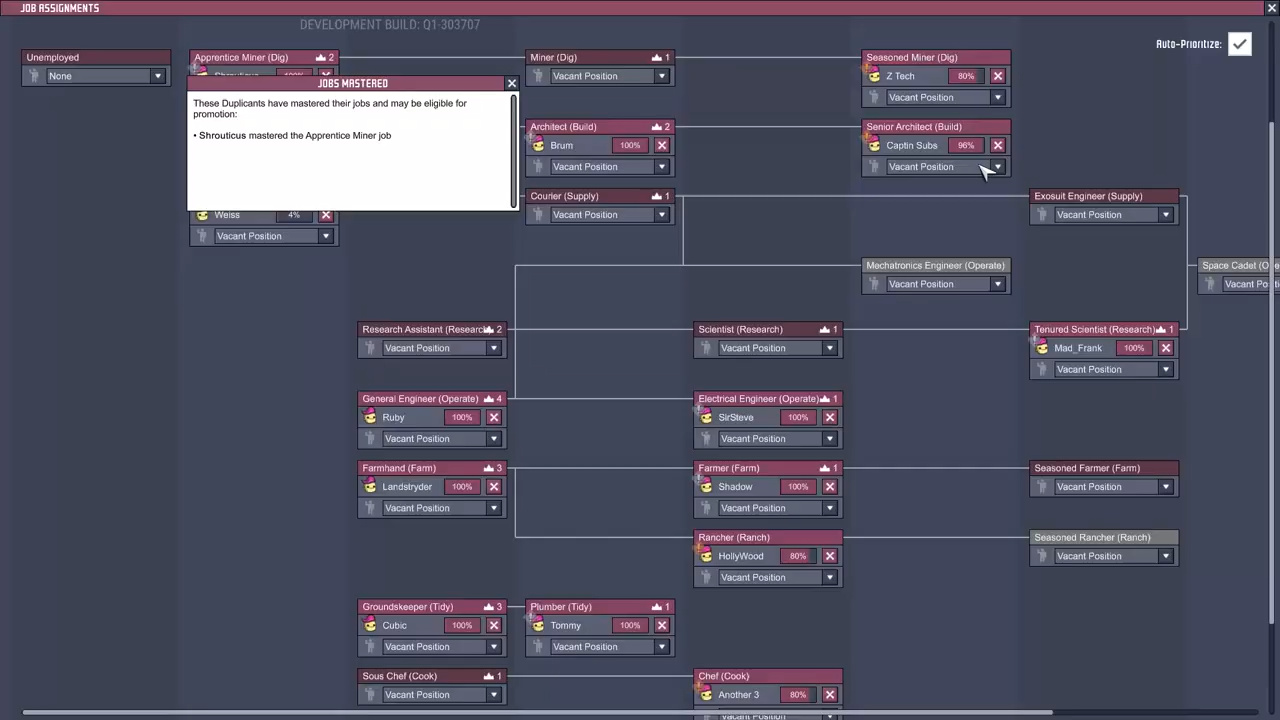 JOB ASSIGNMENTS
DEVELOPMENT BUILD: Q1-303707
Auto-Prioritize:
Unemployed
None
Apprentice Miner (Dig) 2
JOBS MASTERED
These Duplicants have mastered their jobs and may be eligible for
promotion:
• Shrouticus mastered the Apprentice Miner job
Weiss 4%
Vacant Position
Miner (Dig) 1
Vacant Position
Seasoned Miner (Dig)
Z Tech 80%
Vacant Position
Architect (Build) 2
Brum 100%
Vacant Position
Senior Architect (Build)
Captin Subs 96%
Vacant Position
Courier (Supply) 1
Vacant Position
Exosuit Engineer (Supply)
Vacant Position
Mechatronics Engineer (Operate)
Vacant Position
Space Cadet
Vacant
Research Assistant 2
Vacant Position
Scientist (Research) 1
Vacant Position
Tenured Scientist (Research) 1
Mad_Frank 100%
Vacant Position
General Engineer (Operate) 4
Ruby 100%
Vacant Position
Electrical Engineer (Operate) 1
SirSteve 100%
Vacant Position
Farmhand (Farm) 3
Landstryder 100%
Vacant Position
Farmer (Farm) 1
Shadow 100%
Vacant Position
Seasoned Farmer (Farm)
Vacant Position
Rancher (Ranch)
HollyWood 80%
Vacant Position
Seasoned Rancher (Ranch)
Vacant Position
Groundskeeper (Tidy) 3
Cubic 100%
Vacant Position
Plumber (Tidy) 1
Tommy 100%
Vacant Position
Sous Chef (Cook) 1
Vacant Position
Chef (Cook)
Another 3 80%
Vacant Position